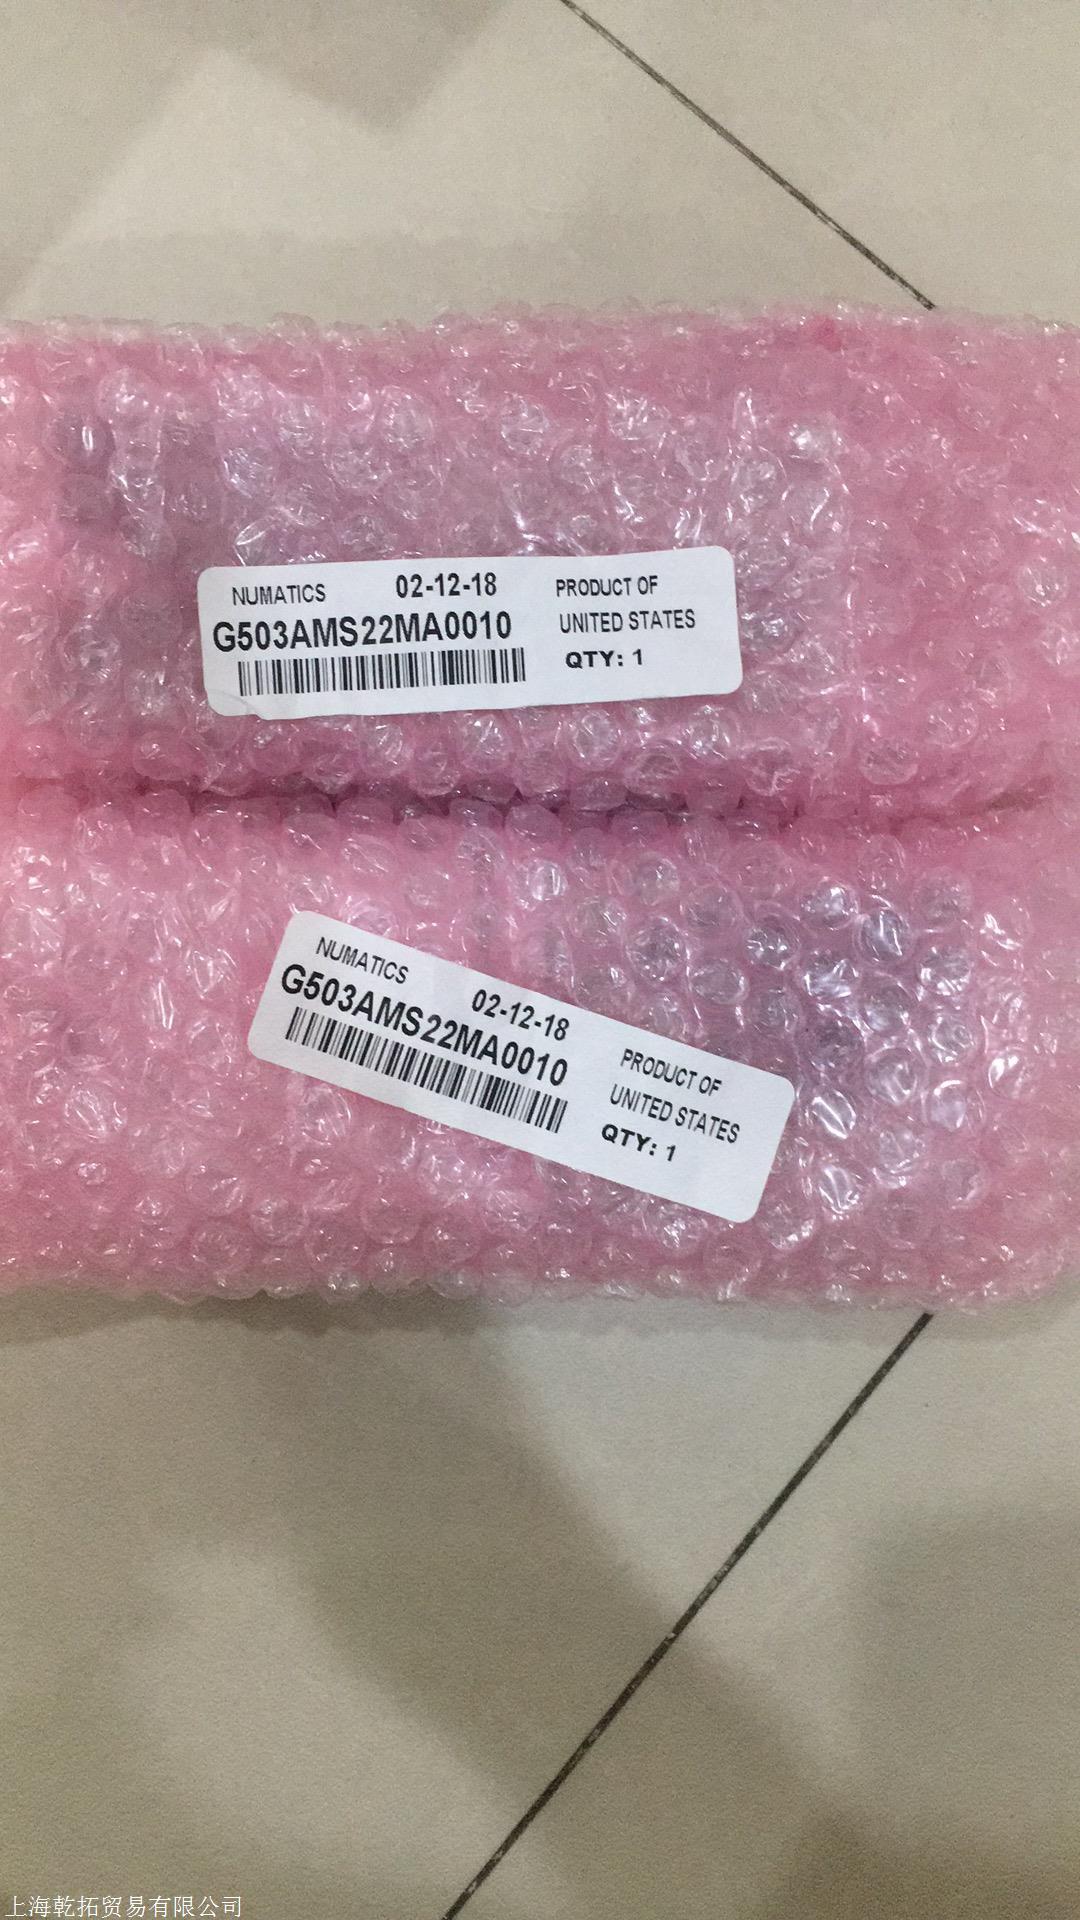 NUMATICS 02-12-18
G503AMS22MA0010
PRODUCT OF
UNITED STATES
QTY: 1
NUMATICS
02-12-18
G503AMS22MA0010
PRODUCT OF
UNITED STATES
QTY: 1
上海乾拓贸易有限公司